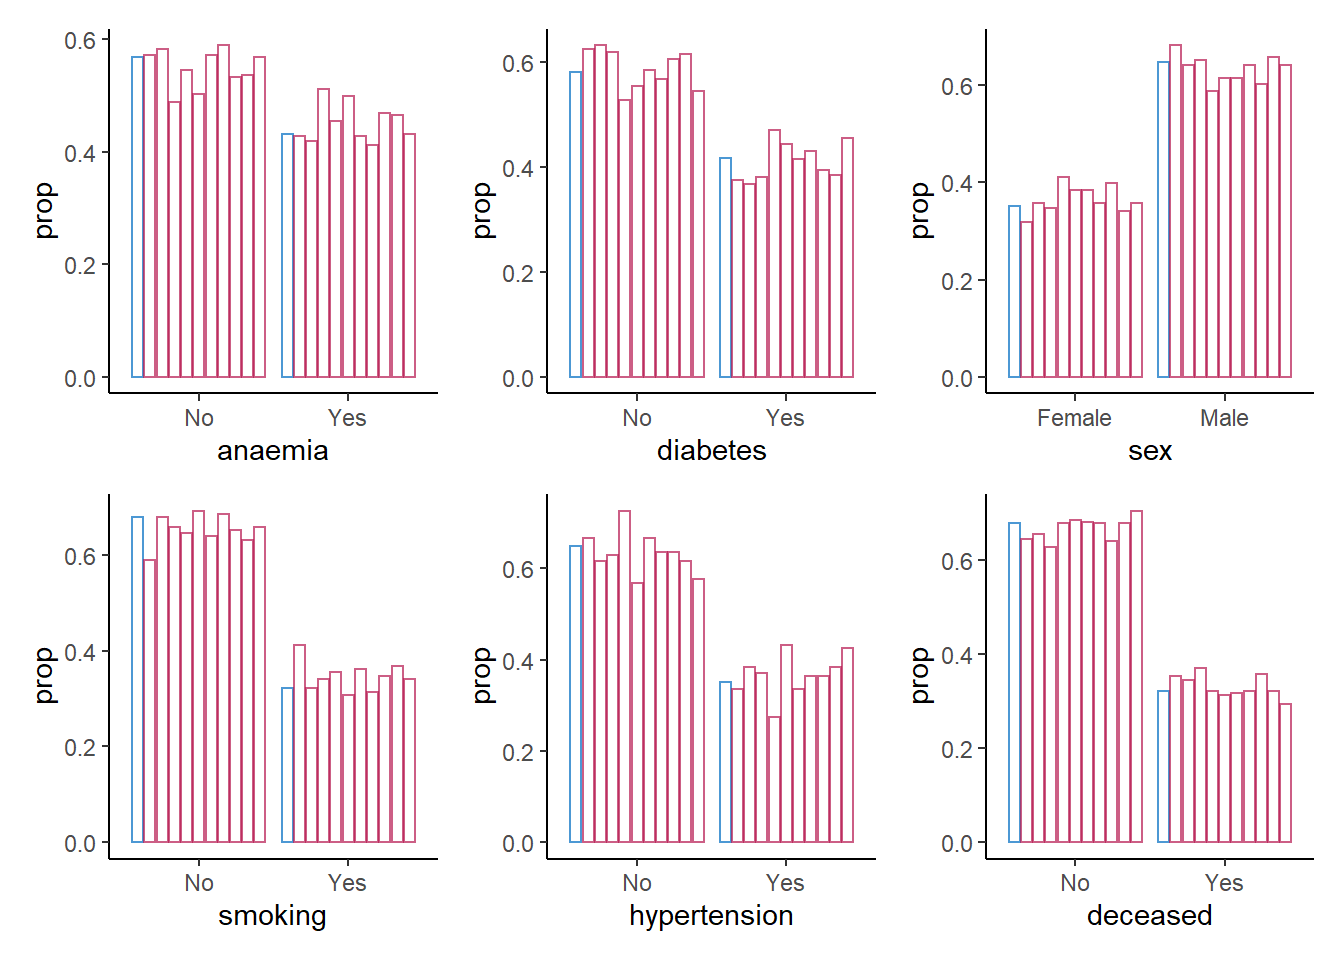 prop
0.6
0.4
0.2
0.0
No Yes
anaemia
prop
0.6
0.4
0.2
0.0
No Yes
diabetes
prop
0.6
0.4
0.2
0.0
Female Male
sex
prop
0.6
0.4
0.2
0.0
No Yes
smoking
prop
0.6
0.4
0.2
0.0
No Yes
hypertension
prop
0.6
0.4
0.2
0.0
No Yes
deceased